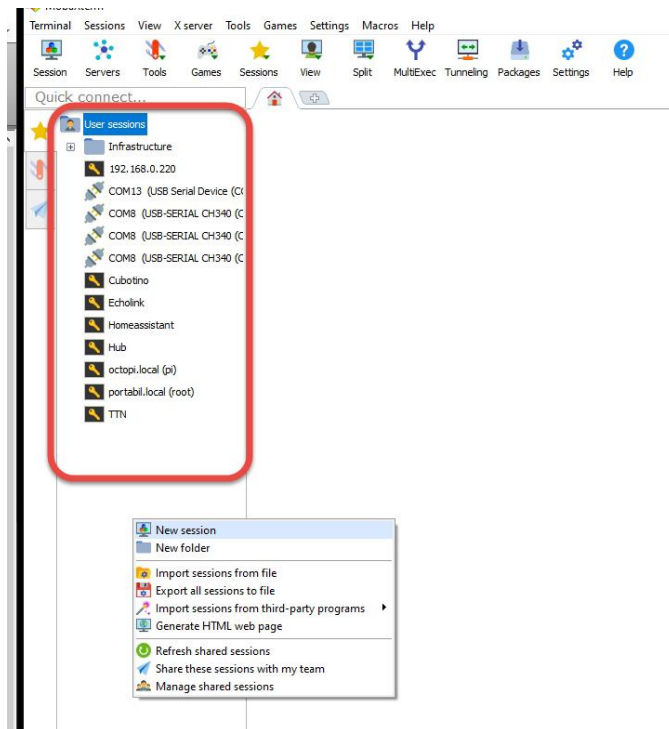 Terminal Sessions View X server Tools Games Settings Macros Help
Session Servers Tools Games Sessions View Split MultiExec Tunneling Packages Settings Help
Quick connect...
User sessions
Infrastructure
192.168.0.220
COM13 (USB Serial Device (CO
COM8 (USB-SERIAL CH340 (C
COM8 (USB-SERIAL CH340 (C
COM8 (USB-SERIAL CH340 (C
Cubotino
Echolink
Homeassistant
Hub
octopi.local (pi)
portabil.local (root)
TTN
New session
New folder
Import sessions from file
Export all sessions to file
Import sessions from third-party programs
Generate HTML web page
Refresh shared sessions
Share these sessions with my team
Manage shared sessions